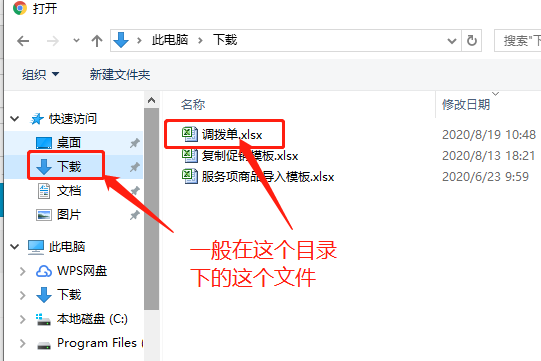 打开
此电脑 下载 搜索"下
组织 新建文件夹
名称 修改日期
快速访问
桌面
下载
文档
图片
此电脑
WPS网盘
下载
本地磁盘 (C:)
Program Files (
调拨单.xlsx 2020/8/19 10:48
复制促销模板.xlsx 2020/8/13 18:21
服务项商品导入模板.xlsx 2020/6/23 9:59
一般在这个目录
下的这个文件